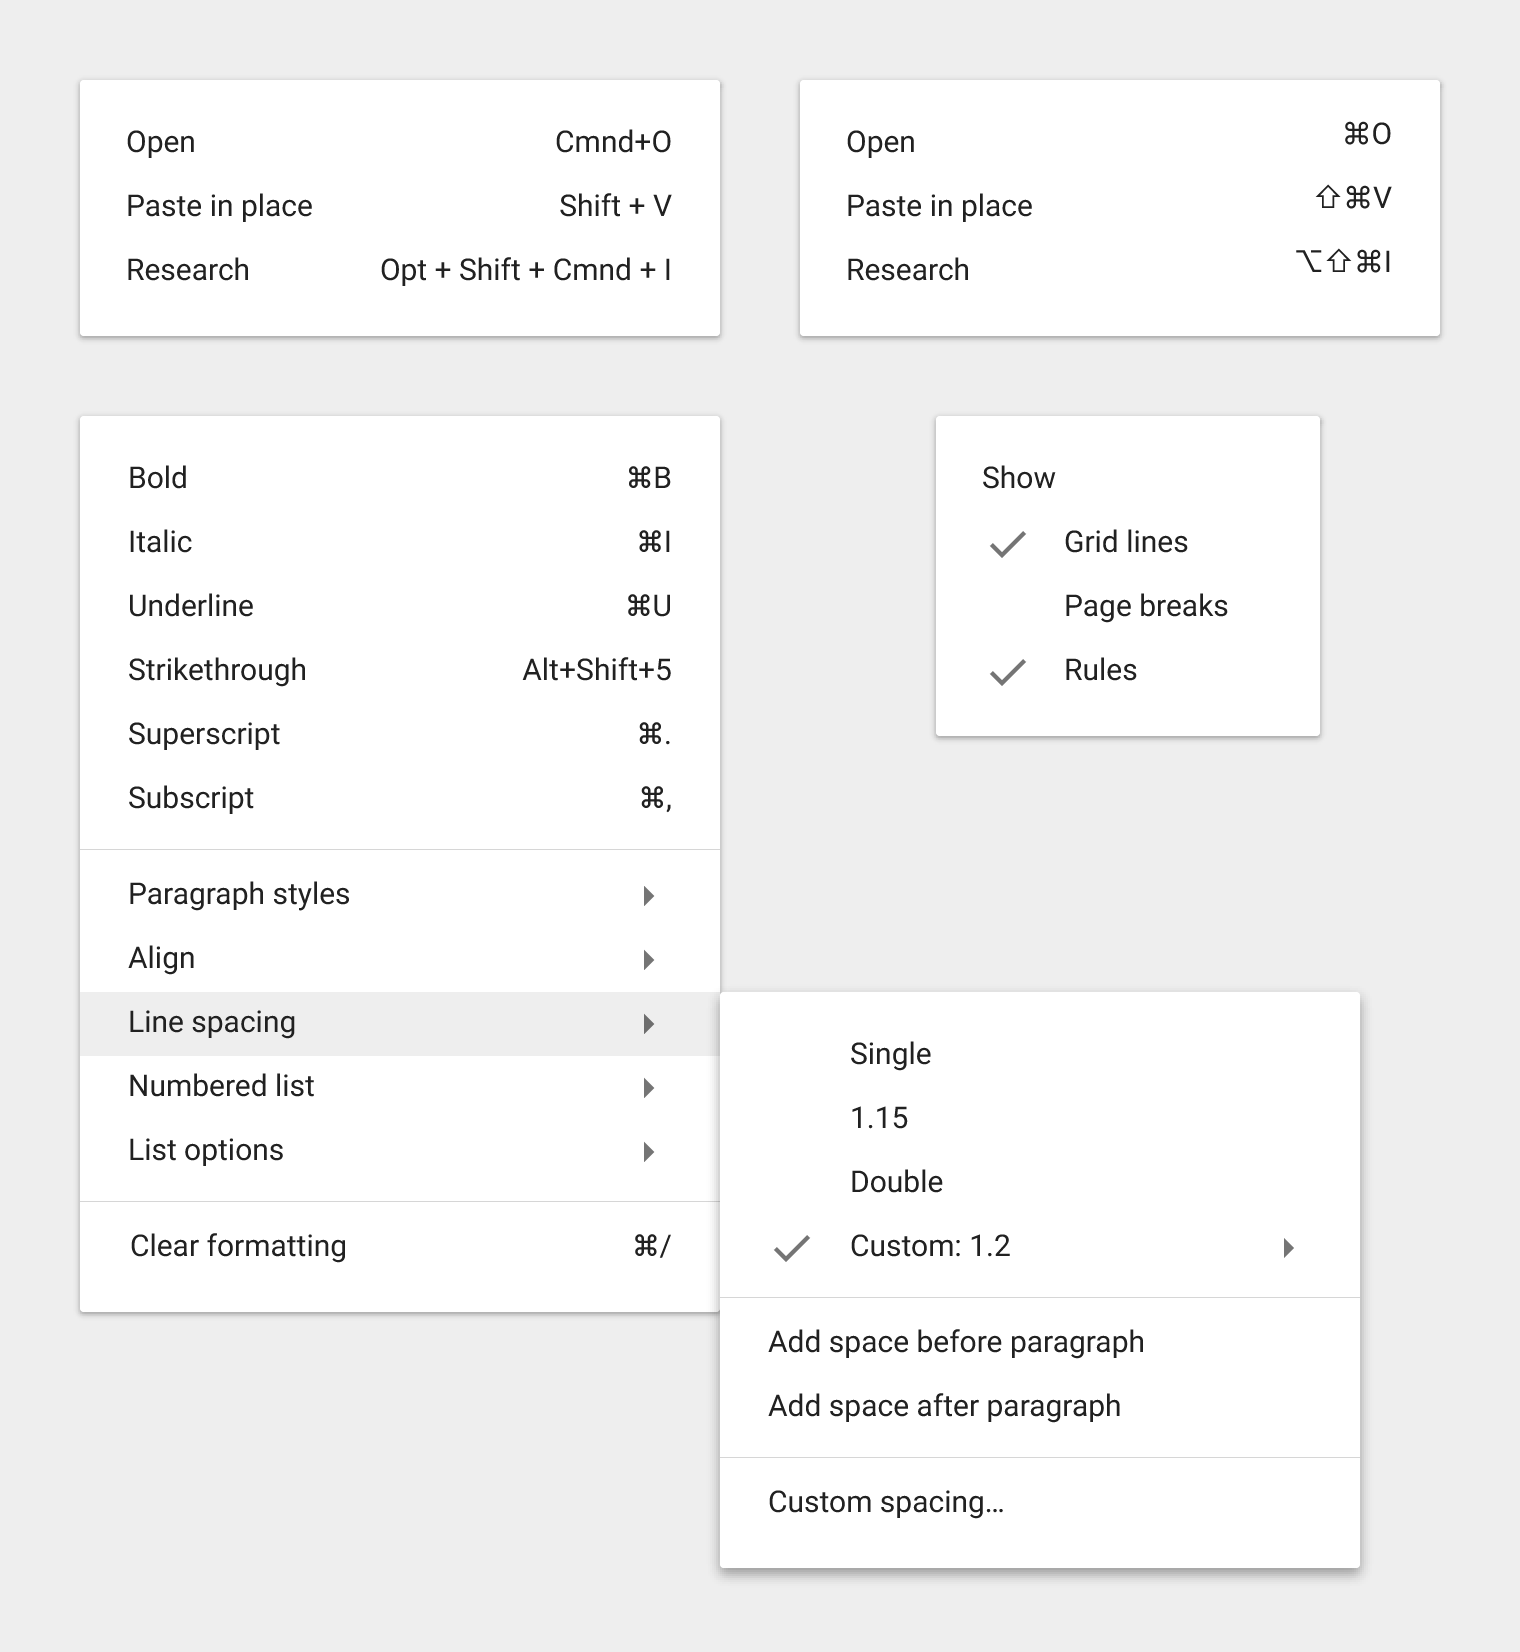 Open Cmnd+O
Paste in place Shift + V
Research Opt + Shift + Cmnd + I
Open ⌘O
Paste in place ⇧⌘V
Research ⌥⇧⌘I
Bold ⌘B
Italic ⌘I
Underline ⌘U
Strikethrough Alt+Shift+5
Superscript ⌘.
Subscript ⌘,
Paragraph styles
Align
Line spacing
Numbered list
List options
Clear formatting ⌘/
Show
Grid lines
Page breaks
Rules
Single
1.15
Double
Custom: 1.2
Add space before paragraph
Add space after paragraph
Custom spacing…